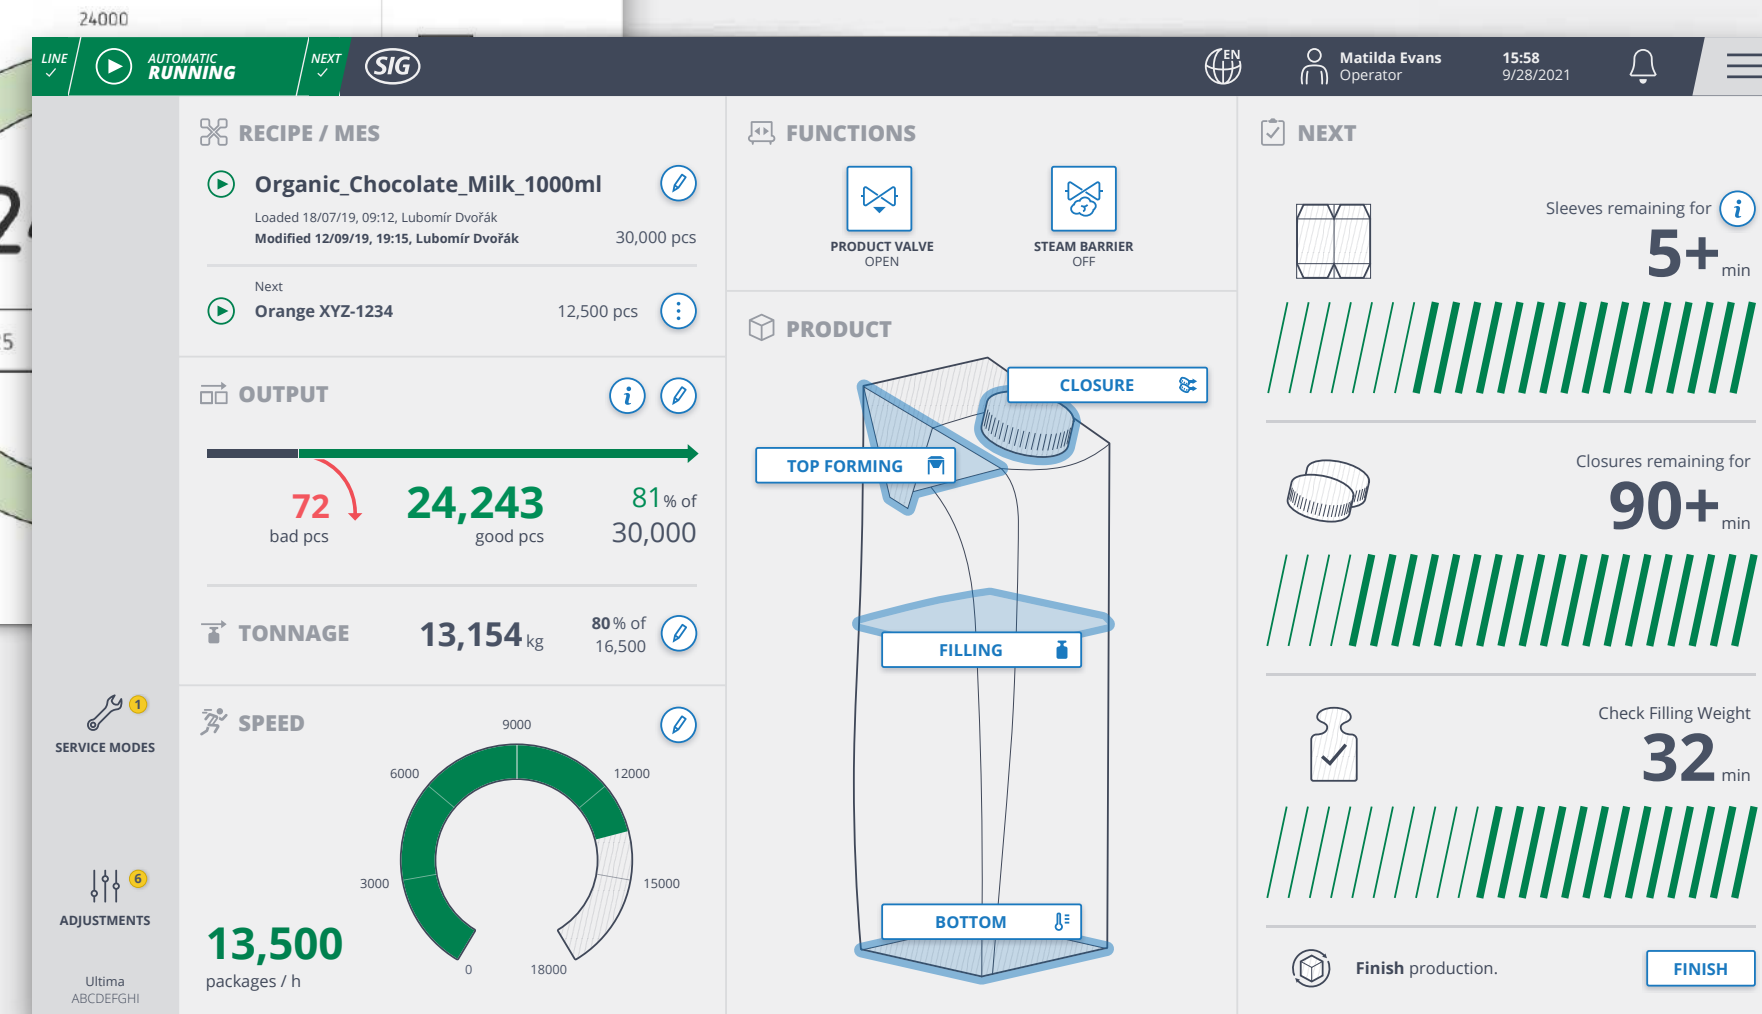 24000
LINE
AUTOMATIC
RUNNING
NEXT
SIG
EN
Matilda Evans
Operator
15:58
9/28/2021
RECIPE / MES
Organic_Chocolate_Milk_1000ml
Loaded 18/07/19, 09:12, Lubomír Dvořák
Modified 12/09/19, 19:15, Lubomír Dvořák
30,000 pcs
Next
Orange XYZ-1234
12,500 pcs
OUTPUT
i
72
bad pcs
24,243
good pcs
81% of
30,000
TONNAGE
13,154 kg
80% of
16,500
SPEED
0
3000
6000
9000
12000
15000
18000
13,500
packages / h
1
SERVICE MODES
6
ADJUSTMENTS
Ultima
ABCDEFGHI
FUNCTIONS
PRODUCT VALVE
OPEN
STEAM BARRIER
OFF
PRODUCT
CLOSURE
TOP FORMING
FILLING
BOTTOM
NEXT
Sleeves remaining for
i
5+ min
Closures remaining for
90+ min
Check Filling Weight
32 min
Finish production.
FINISH